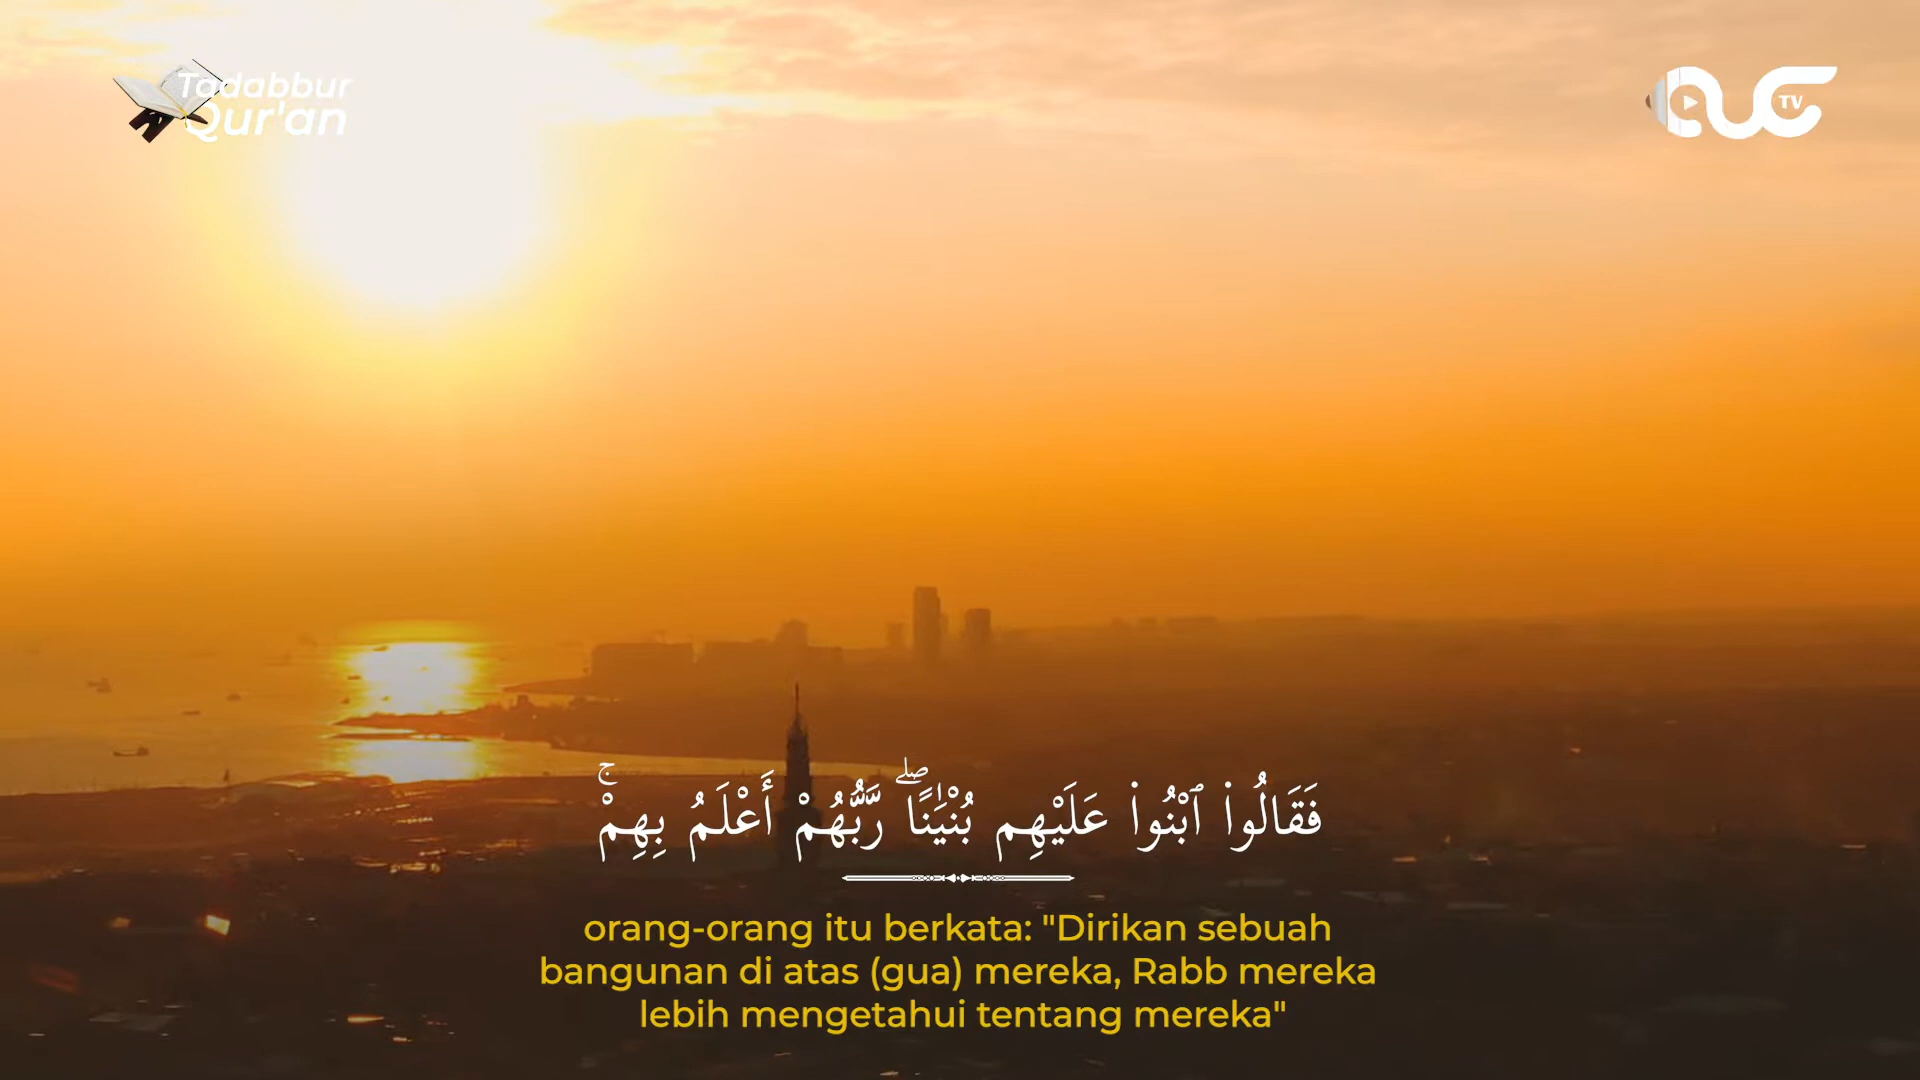 Tadabbur
Qur'an
TV
فَقَالُوا۟ ٱبْنُوا۟ عَلَيْهِم بُنْيَـٰنًا ۖ رَّبُّهُمْ أَعْلَمُ بِهِمْ ۚ
orang-orang itu berkata: "Dirikan sebuah
bangunan di atas (gua) mereka, Rabb mereka
lebih mengetahui tentang mereka"